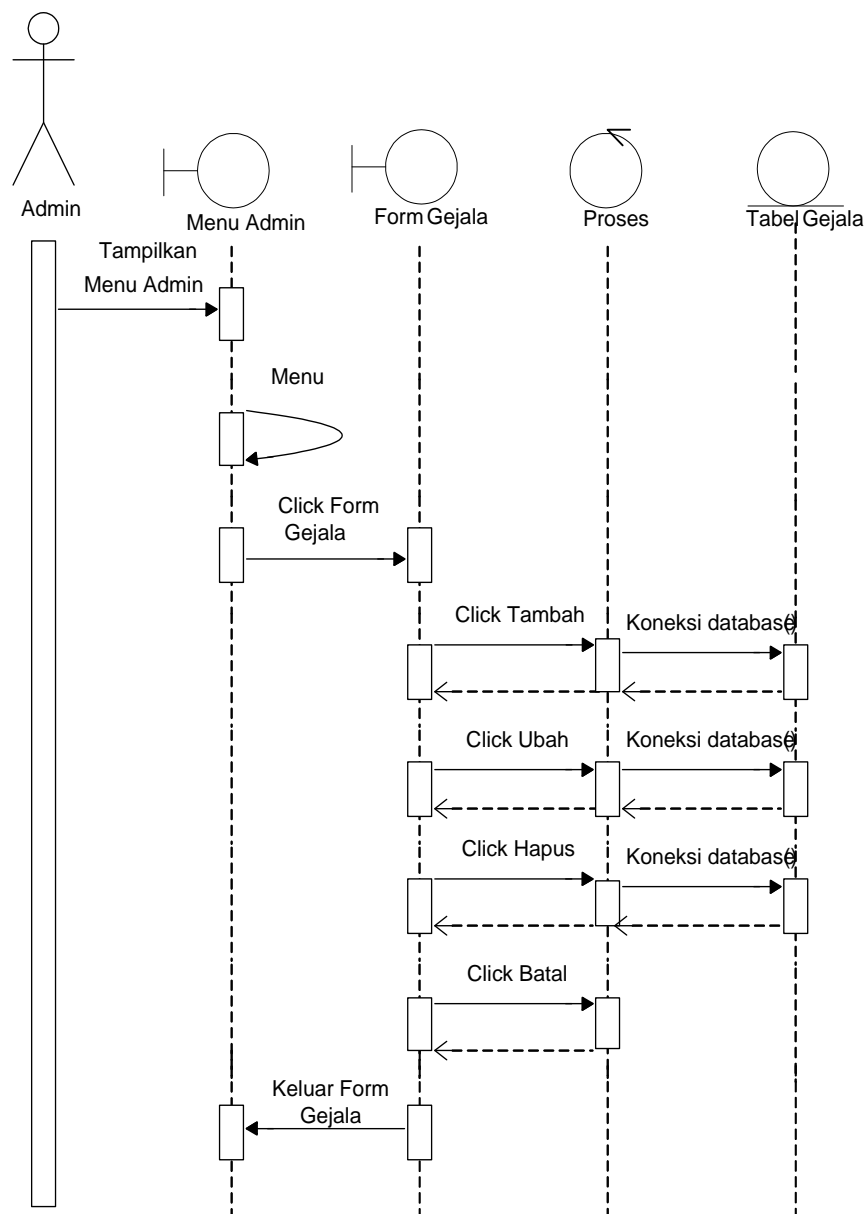 Admin
Menu Admin
Form Gejala
Proses
Tabel Gejala
Tampilkan
Menu Admin
Menu
Click Form
Gejala
Click Tambah
Koneksi database()
Click Ubah
Koneksi database()
Click Hapus
Koneksi database()
Click Batal
Keluar Form
Gejala